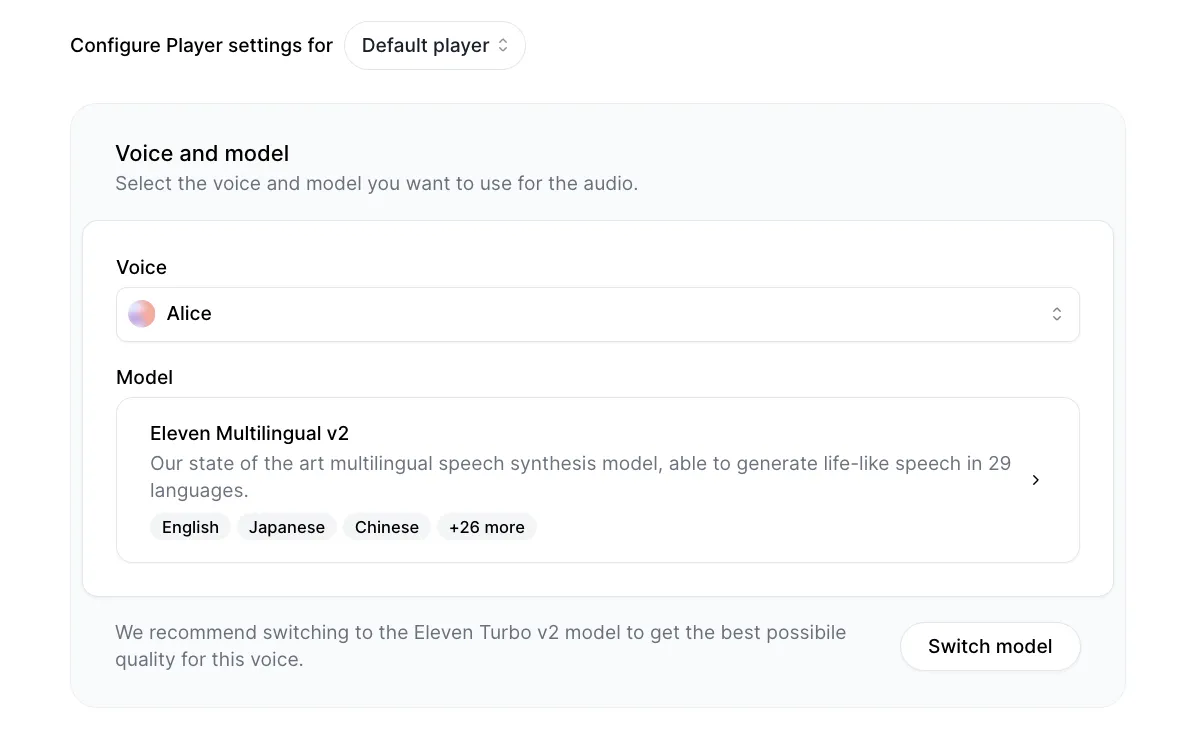 Configure Player settings for Default player
Voice and model
Select the voice and model you want to use for the audio.
Voice
Alice
Model
Eleven Multilingual v2
Our state of the art multilingual speech synthesis model, able to generate life-like speech in 29
languages.
English Japanese Chinese +26 more
We recommend switching to the Eleven Turbo v2 model to get the best possibile
quality for this voice.
Switch model